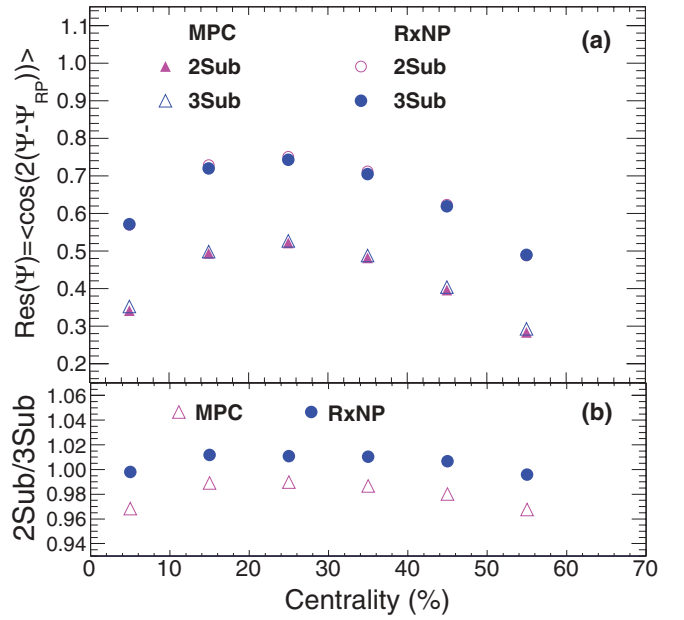 MPC RxNP (a)
2Sub 2Sub
3Sub 3Sub
1.1
1.0
0.9
0.8
0.7
0.6
0.5
0.4
0.3
0.2
Res(Ψ)=<cos(2(Ψ-Ψ_RP))>
MPC RxNP (b)
1.06
1.04
1.02
1.00
0.98
0.96
0.94
2Sub/3Sub
0 10 20 30 40 50 60 70
Centrality (%)